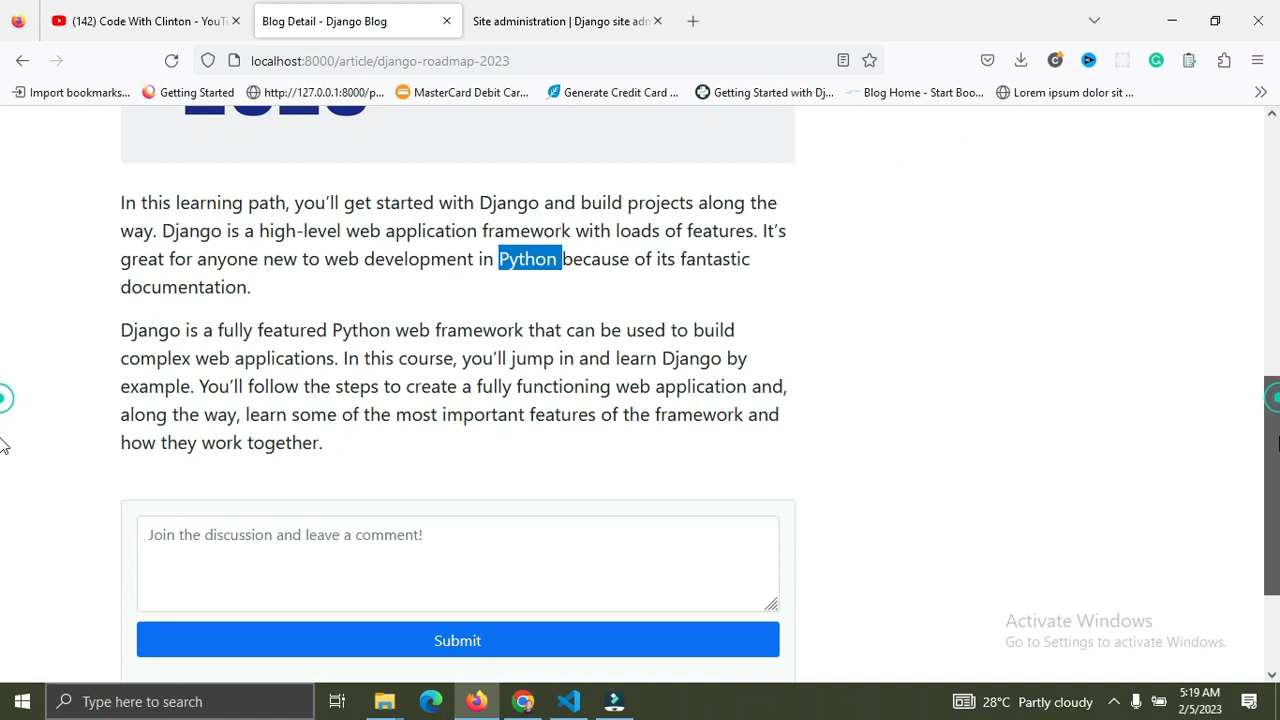 (142) Code With Clinton - YouTu
Blog Detail - Django Blog
Site administration | Django site adm
localhost:8000/article/django-roadmap-2023
Import bookmarks...
Getting Started
http://127.0.0.1:8000/p...
MasterCard Debit Car...
Generate Credit Card ...
Getting Started with Dj...
Blog Home - Start Boo...
Lorem ipsum dolor sit ...
2023
In this learning path, you’ll get started with Django and build projects along the
way. Django is a high-level web application framework with loads of features. It’s
great for anyone new to web development in Python because of its fantastic
documentation.
Django is a fully featured Python web framework that can be used to build
complex web applications. In this course, you’ll jump in and learn Django by
example. You’ll follow the steps to create a fully functioning web application and,
along the way, learn some of the most important features of the framework and
how they work together.
Join the discussion and leave a comment!
Submit
Activate Windows
Go to Settings to activate Windows.
Type here to search
28°C Partly cloudy
5:19 AM
2/5/2023